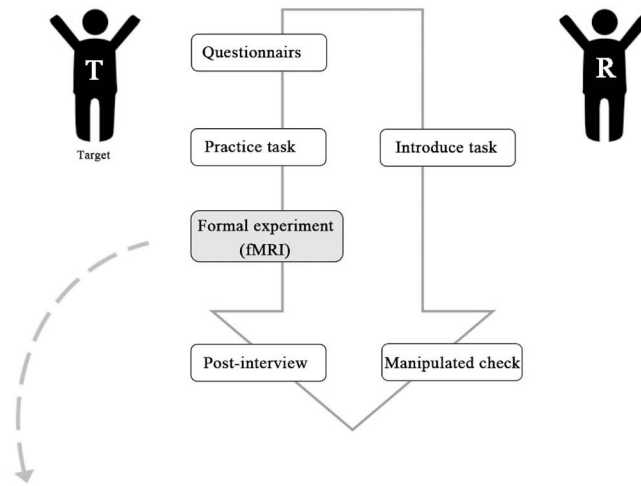 T
R
Target
Questionnairs
Practice task
Introduce task
Formal experiment
(fMRI)
Post-interview
Manipulated check